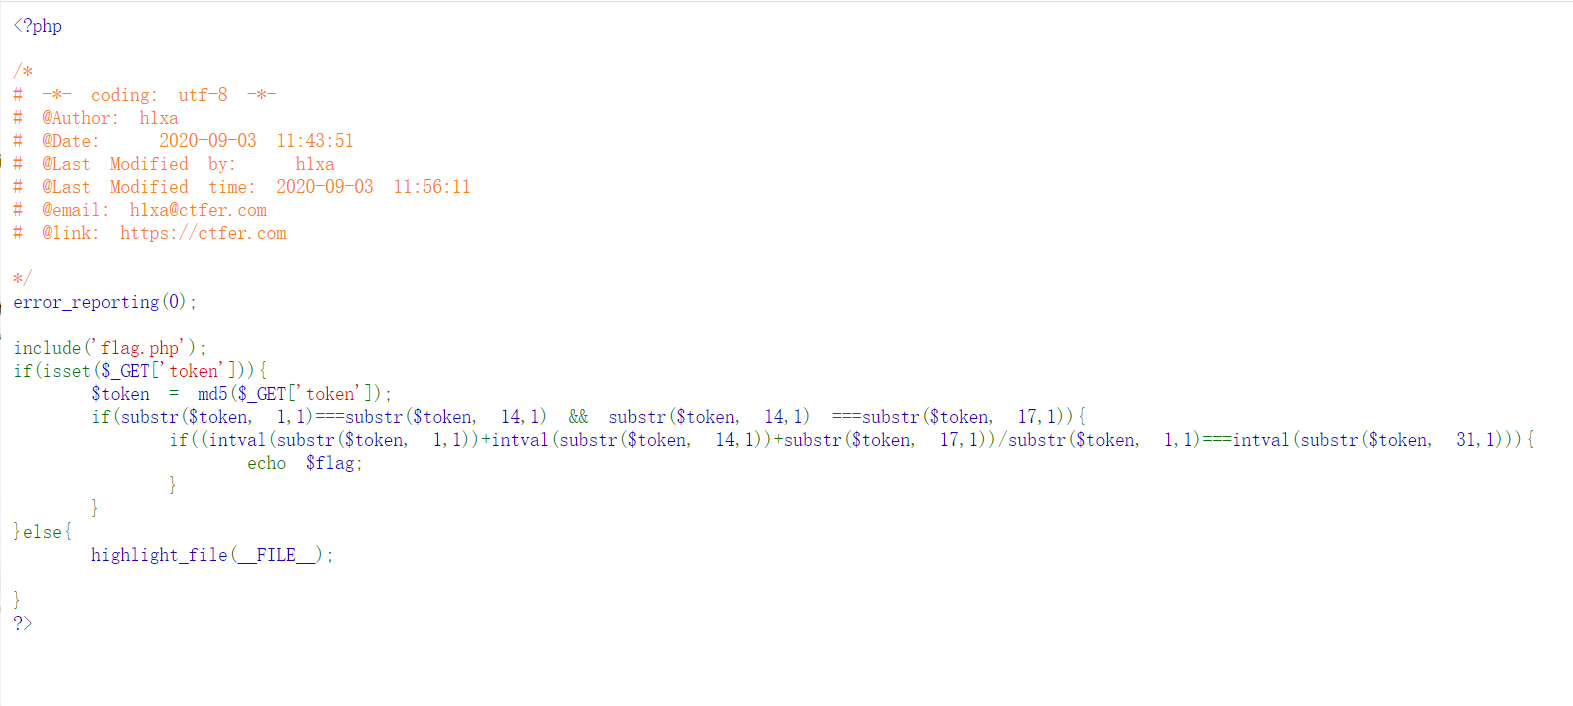 <?php
/*
# -*- coding: utf-8 -*-
# @Author: hlxa
# @Date:   2020-09-03 11:43:51
# @Last Modified by:   hlxa
# @Last Modified time: 2020-09-03 11:56:11
# @email: hlxa@ctfer.com
# @link: https://ctfer.com
*/
error_reporting(0);
include('flag.php');
if(isset($_GET['token'])){
    $token = md5($_GET['token']);
    if(substr($token, 1,1)===substr($token, 14,1) && substr($token, 14,1) ===substr($token, 17,1)){
        if((intval(substr($token, 1,1))+intval(substr($token, 14,1))+substr($token, 17,1))/substr($token, 1,1)===intval(substr($token, 31,1))){
            echo $flag;
        }
    }
}else{
    highlight_file(__FILE__);
}
?>